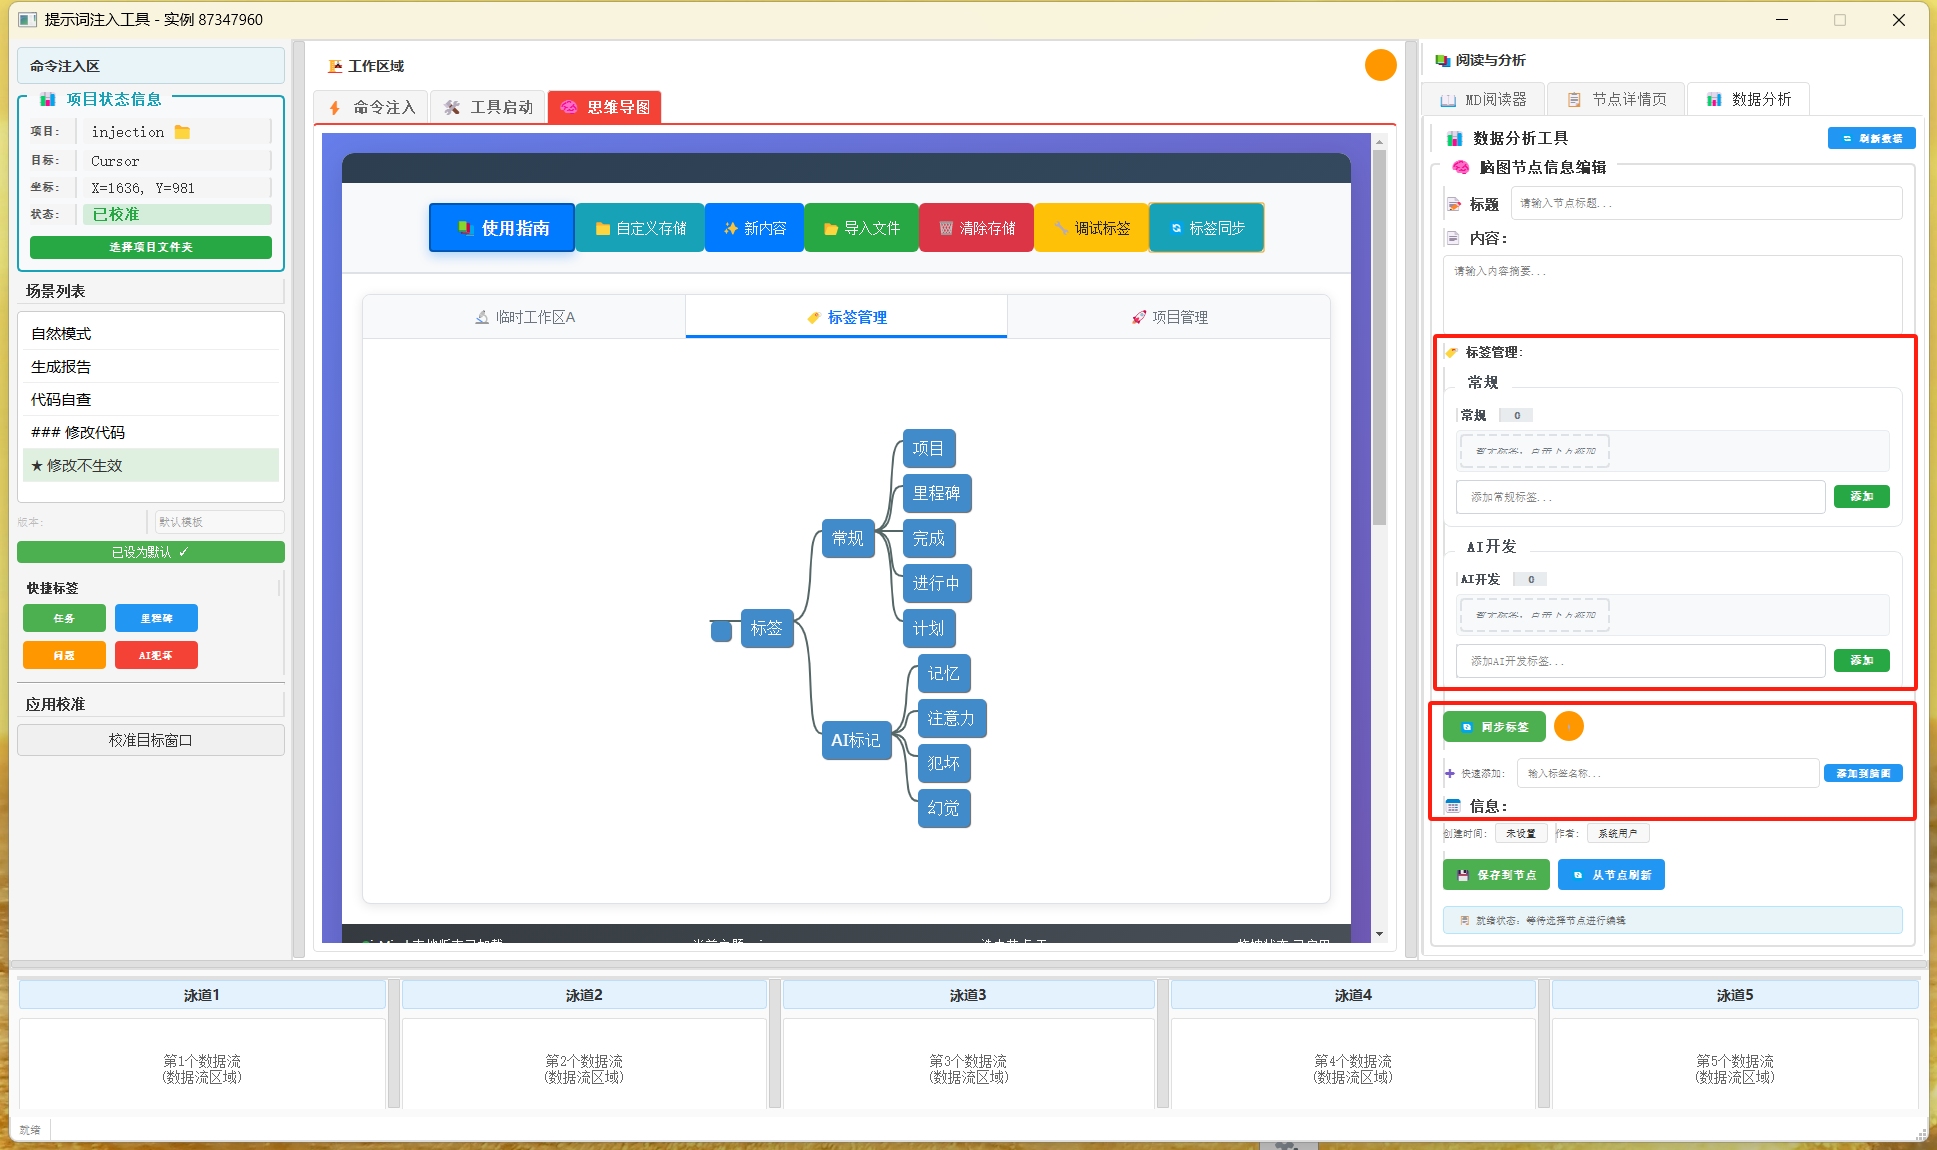 提示词注入工具 - 实例 87347960
命令注入区
项目状态信息
项目: injection
目标: Cursor
坐标: X=1636, Y=981
状态: 已校准
选择项目文件夹
场景列表
自然模式
生成报告
代码自查
### 修改代码
★ 修改不生效
版本: 默认模板
已设为默认 ✓
快捷标签
任务 里程碑
问题 AI犯坏
应用校准
校准目标窗口
工作区域
命令注入 工具启动 思维导图
使用指南 自定义存储 新内容 导入文件 清除存储 调试标签 标签同步
临时工作区A 标签管理 项目管理
项目
里程碑
常规 完成
进行中
标签 计划
记忆
注意力
AI标记
犯坏
幻觉
阅读与分析
MD阅读器 节点详情页 数据分析
数据分析工具 刷新数据
脑图节点信息编辑
标题 请输入节点标题...
内容:
请输入内容摘要...
标签管理:
常规
常规 0
添加常规标签... 添加
AI开发
AI开发 0
添加AI开发标签... 添加
同步标签
快速添加: 输入标签名称... 添加到脑图
信息:
创建时间: 未设置 作者: 系统用户
保存到节点 从节点刷新
就绪状态: 等待选择节点进行编辑
泳道1 泳道2 泳道3 泳道4 泳道5
第1个数据流 第2个数据流 第3个数据流 第4个数据流 第5个数据流
(数据流区域) (数据流区域) (数据流区域) (数据流区域) (数据流区域)
就绪